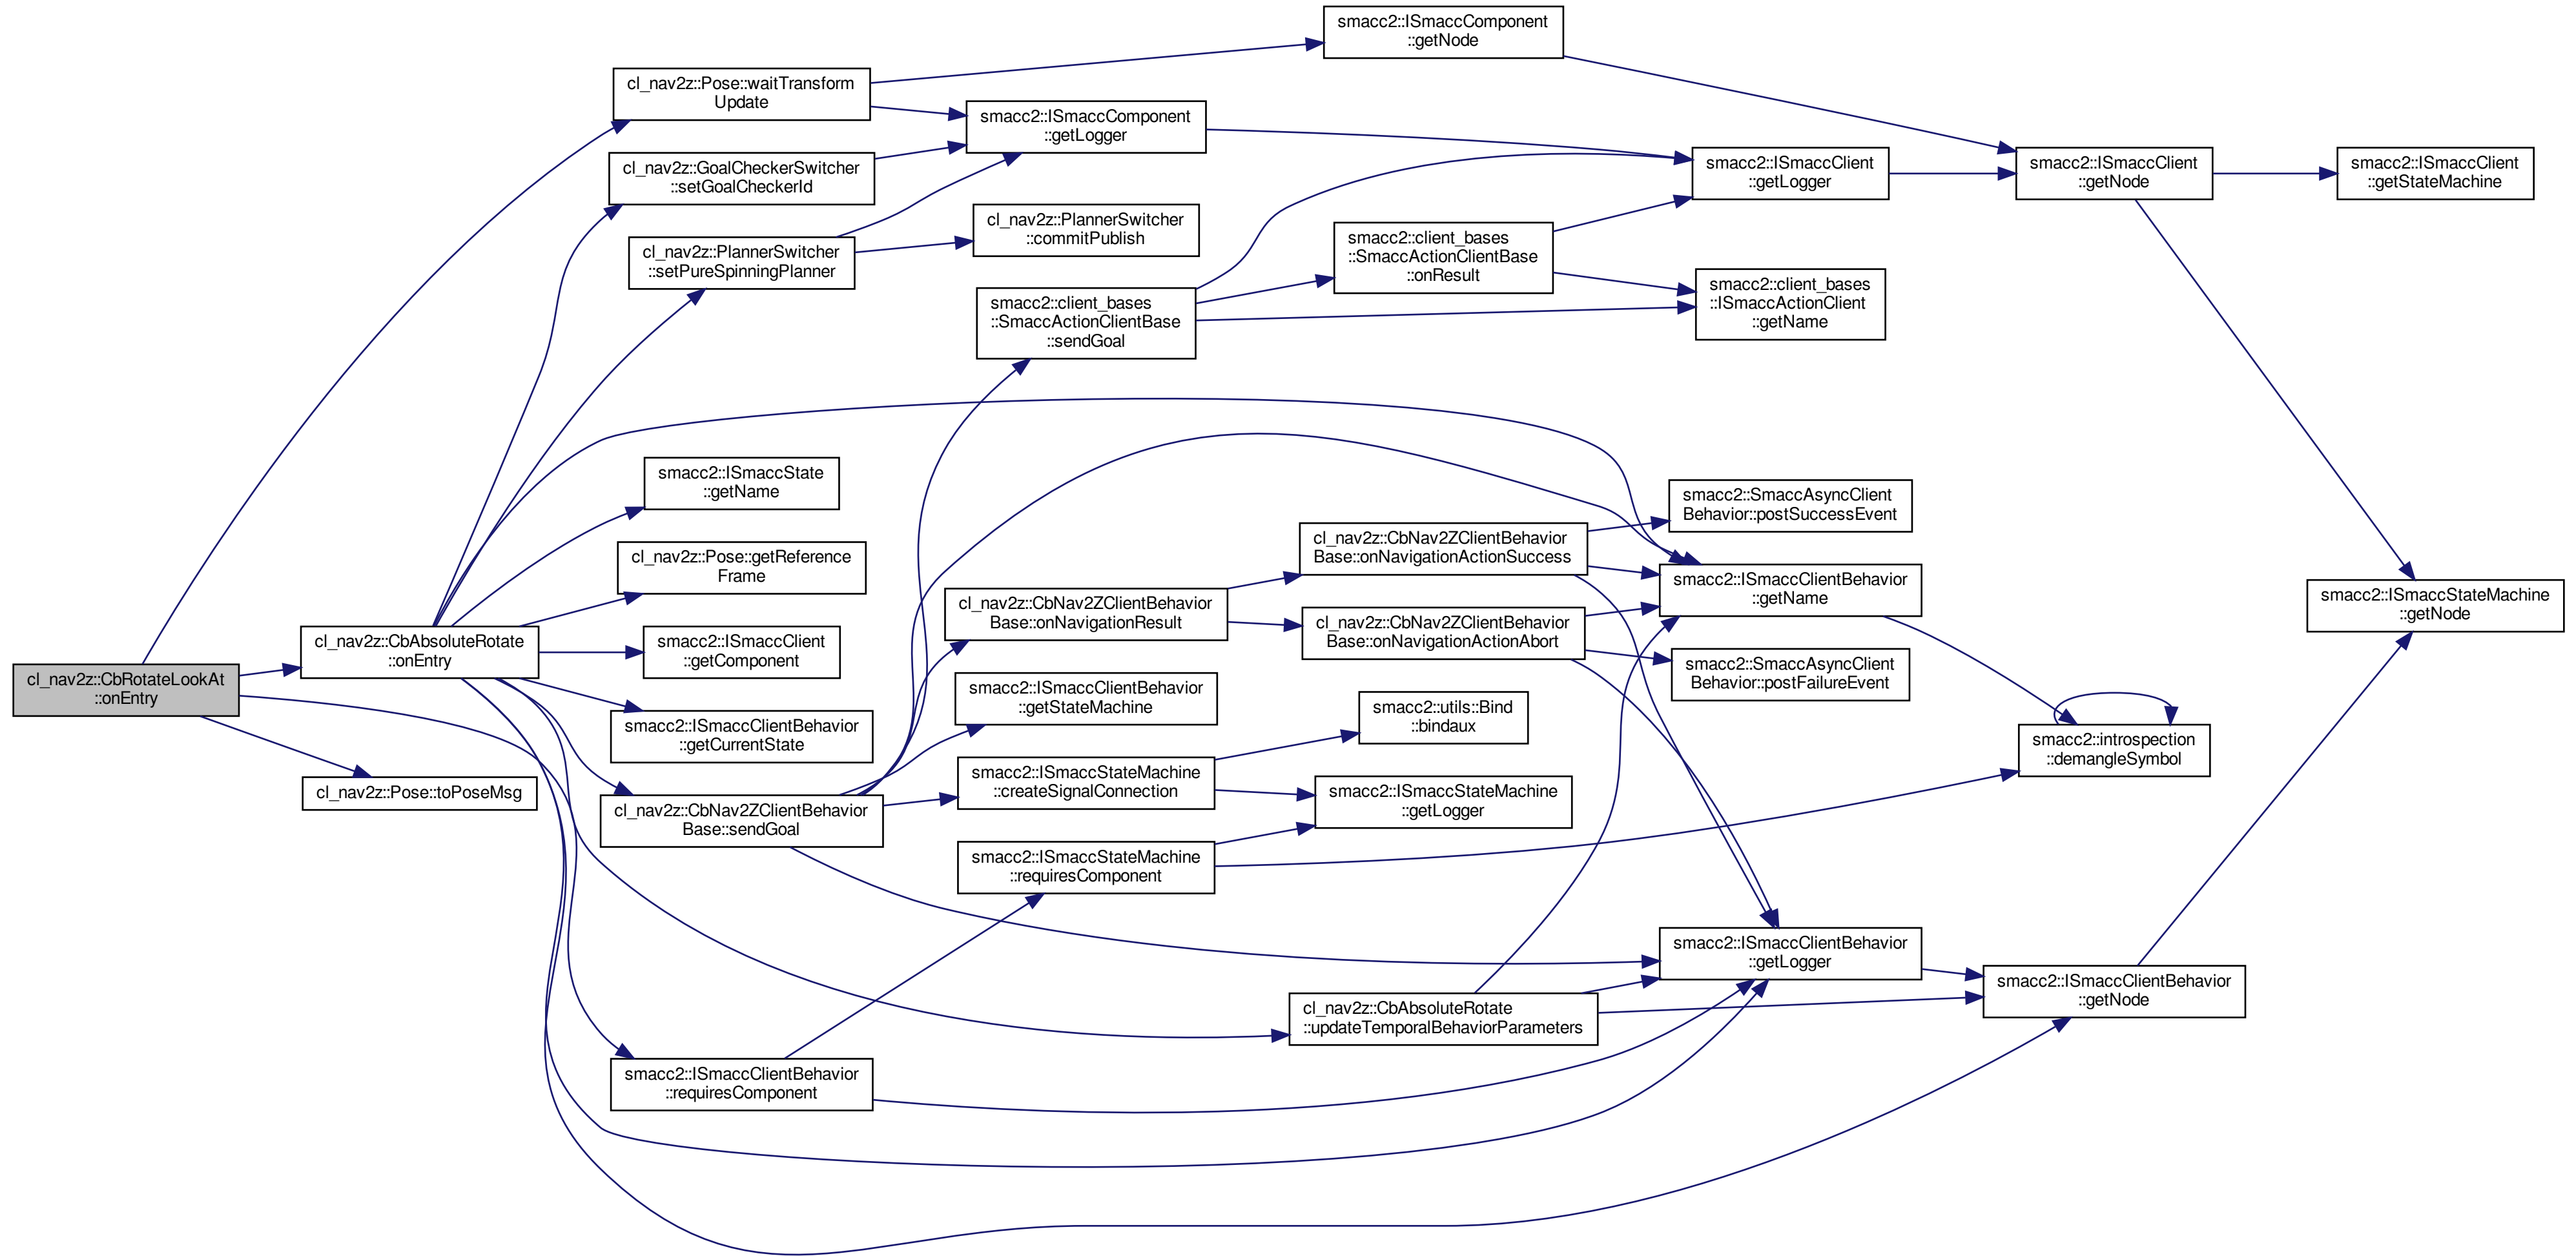 cl_nav2z::CbRotateLookAt
::onEntry
cl_nav2z::CbAbsoluteRotate
::onEntry
cl_nav2z::Pose::toPoseMsg
cl_nav2z::Pose::waitTransform
Update
cl_nav2z::GoalCheckerSwitcher
::setGoalCheckerId
cl_nav2z::PlannerSwitcher
::setPureSpinningPlanner
smacc2::ISmaccState
::getName
cl_nav2z::Pose::getReference
Frame
smacc2::ISmaccClient
::getComponent
smacc2::ISmaccClientBehavior
::getCurrentState
cl_nav2z::CbNav2ZClientBehavior
Base::sendGoal
smacc2::ISmaccClientBehavior
::requiresComponent
smacc2::ISmaccComponent
::getLogger
cl_nav2z::PlannerSwitcher
::commitPublish
smacc2::client_bases
::SmaccActionClientBase
::sendGoal
cl_nav2z::CbNav2ZClientBehavior
Base::onNavigationResult
smacc2::ISmaccClientBehavior
::getStateMachine
smacc2::ISmaccStateMachine
::createSignalConnection
smacc2::ISmaccStateMachine
::requiresComponent
smacc2::ISmaccComponent
::getNode
smacc2::client_bases
::SmaccActionClientBase
::onResult
cl_nav2z::CbNav2ZClientBehavior
Base::onNavigationActionSuccess
cl_nav2z::CbNav2ZClientBehavior
Base::onNavigationActionAbort
smacc2::utils::Bind
::bindaux
smacc2::ISmaccStateMachine
::getLogger
cl_nav2z::CbAbsoluteRotate
::updateTemporalBehaviorParameters
smacc2::ISmaccClient
::getLogger
smacc2::client_bases
::ISmaccActionClient
::getName
smacc2::SmaccAsyncClient
Behavior::postSuccessEvent
smacc2::ISmaccClientBehavior
::getName
smacc2::SmaccAsyncClient
Behavior::postFailureEvent
smacc2::ISmaccClientBehavior
::getLogger
smacc2::ISmaccClient
::getNode
smacc2::introspection
::demangleSymbol
smacc2::ISmaccClientBehavior
::getNode
smacc2::ISmaccClient
::getStateMachine
smacc2::ISmaccStateMachine
::getNode